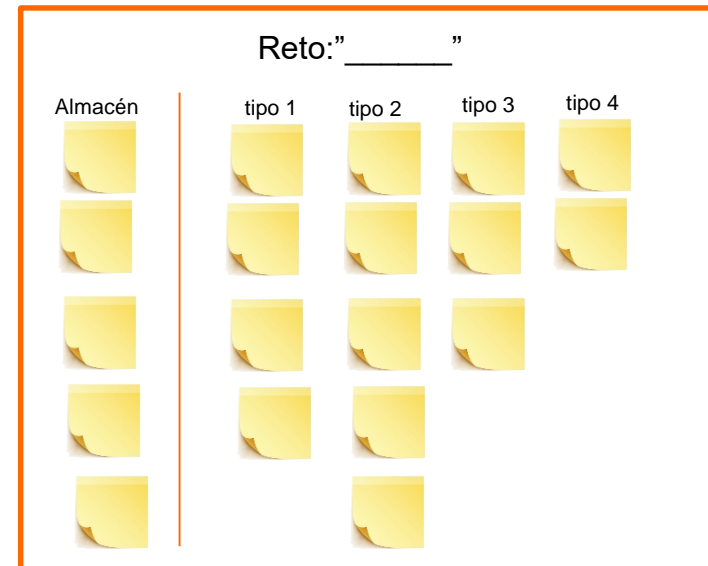 Reto:”______”
Almacén
tipo 1
tipo 2
tipo 3
tipo 4